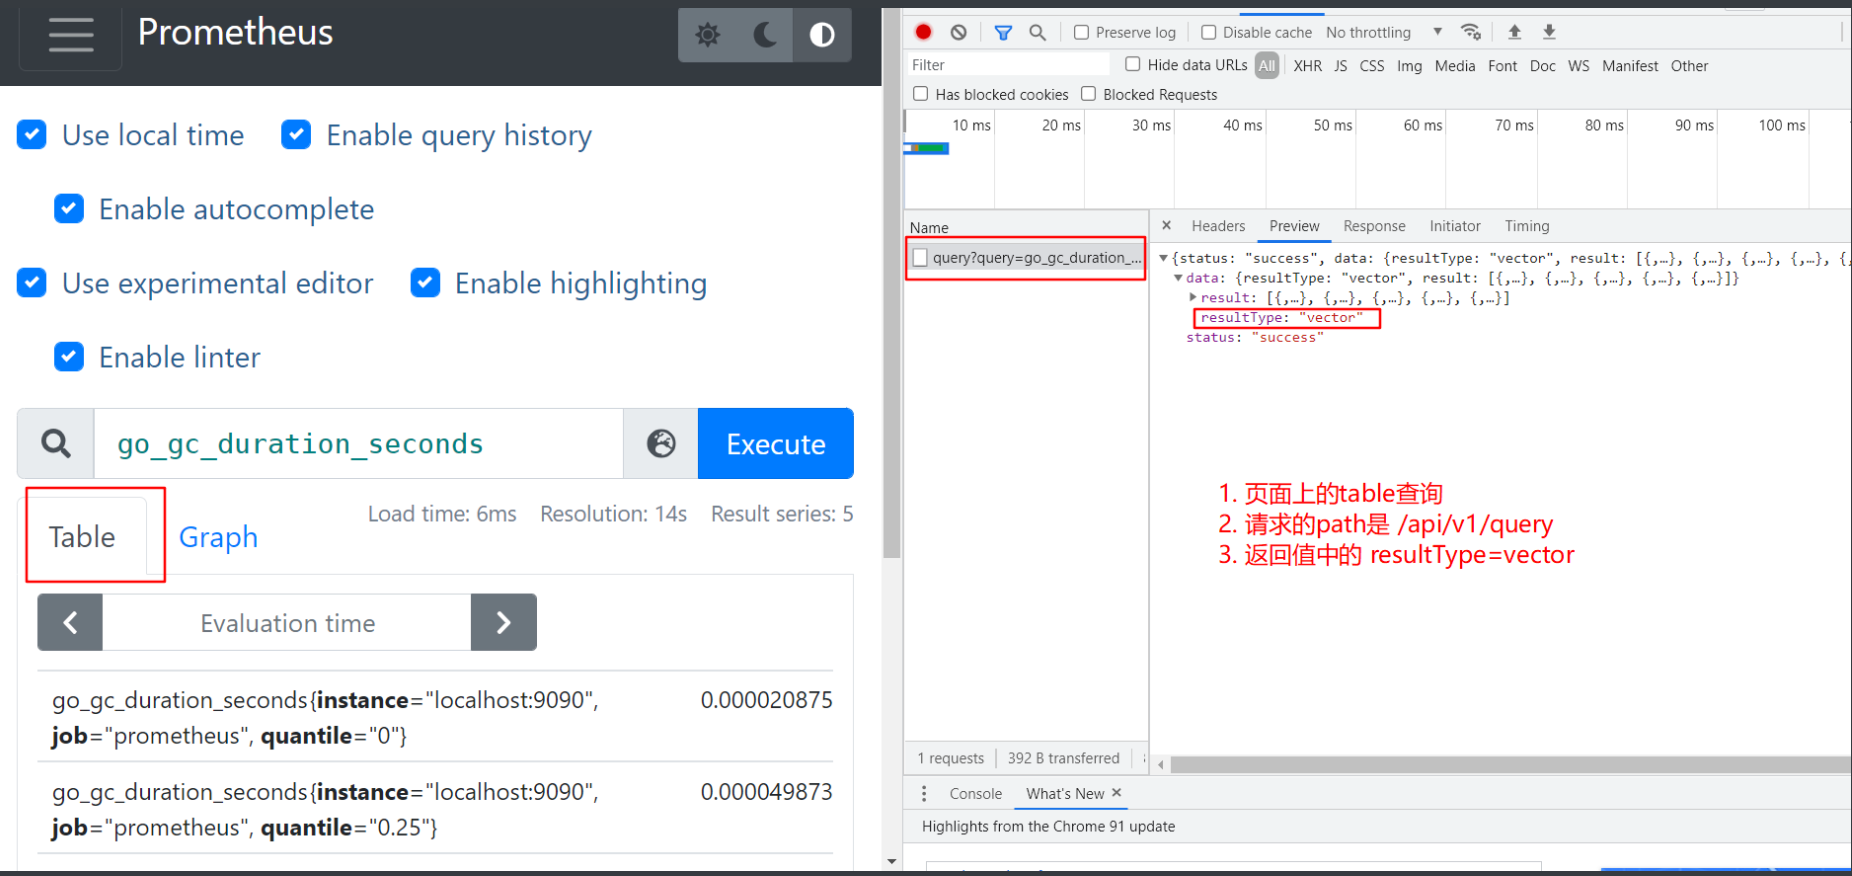 Prometheus
Use local time
Enable query history
Enable autocomplete
Use experimental editor
Enable highlighting
Enable linter
go_gc_duration_seconds
Execute
Table
Graph
Load time: 6ms
Resolution: 14s
Result series: 5
Evaluation time
go_gc_duration_seconds{instance="localhost:9090",
job="prometheus", quantile="0"}
0.000020875
go_gc_duration_seconds{instance="localhost:9090",
job="prometheus", quantile="0.25"}
0.000049873
Preserve log
Disable cache
No throttling
Filter
Hide data URLs
All
XHR JS CSS Img Media Font Doc WS Manifest Other
Has blocked cookies
Blocked Requests
10 ms 20 ms 30 ms 40 ms 50 ms 60 ms 70 ms 80 ms 90 ms 100 ms
Name
query?query=go_gc_duration_...
× Headers Preview Response Initiator Timing
▼{status: "success", data: {resultType: "vector", result: [{,…}, {,…}, {,…}, {,…}, {,
▼data: {resultType: "vector", result: [{,…}, {,…}, {,…}, {,…}, {,…}]}
▶result: [{,…}, {,…}, {,…}, {,…}, {,…}]
resultType: "vector"
status: "success"
1. 页面上的table查询
2. 请求的path是 /api/v1/query
3. 返回值中的 resultType=vector
1 requests
392 B transferred
Console
What's New ×
Highlights from the Chrome 91 update